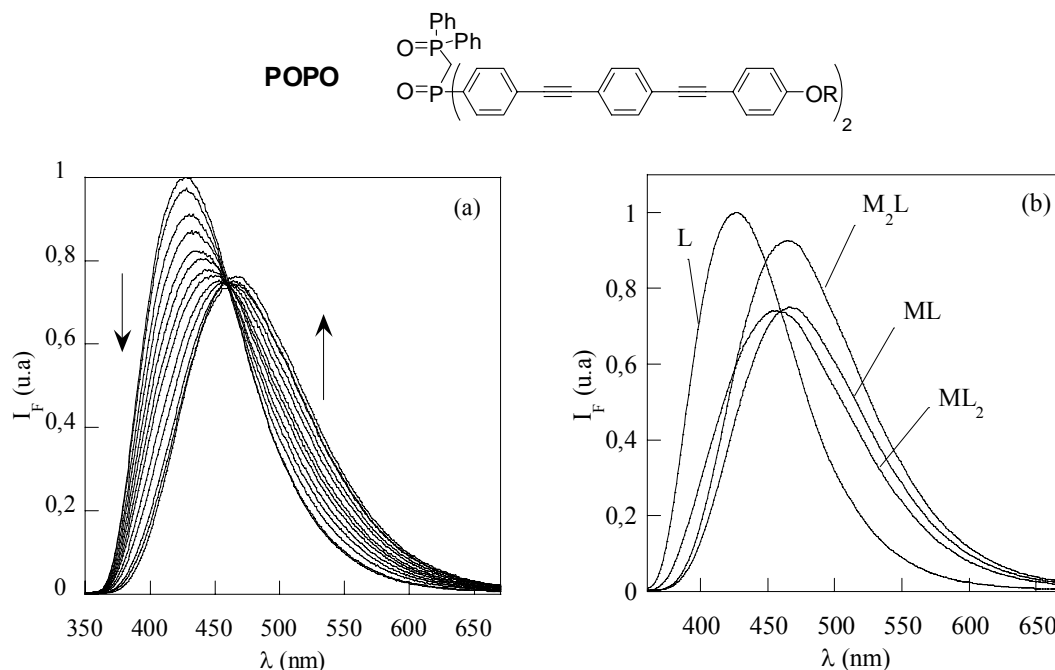 POPO
O=P
Ph
Ph
O=P
OR
2
(a)
I_F (u.a)
1
0,8
0,6
0,4
0,2
0
350 400 450 500 550 600 650
λ (nm)
(b)
L
M₂L
ML
ML₂
I_F (u.a)
1
0,8
0,6
0,4
0,2
0
400 450 500 550 600 650
λ (nm)